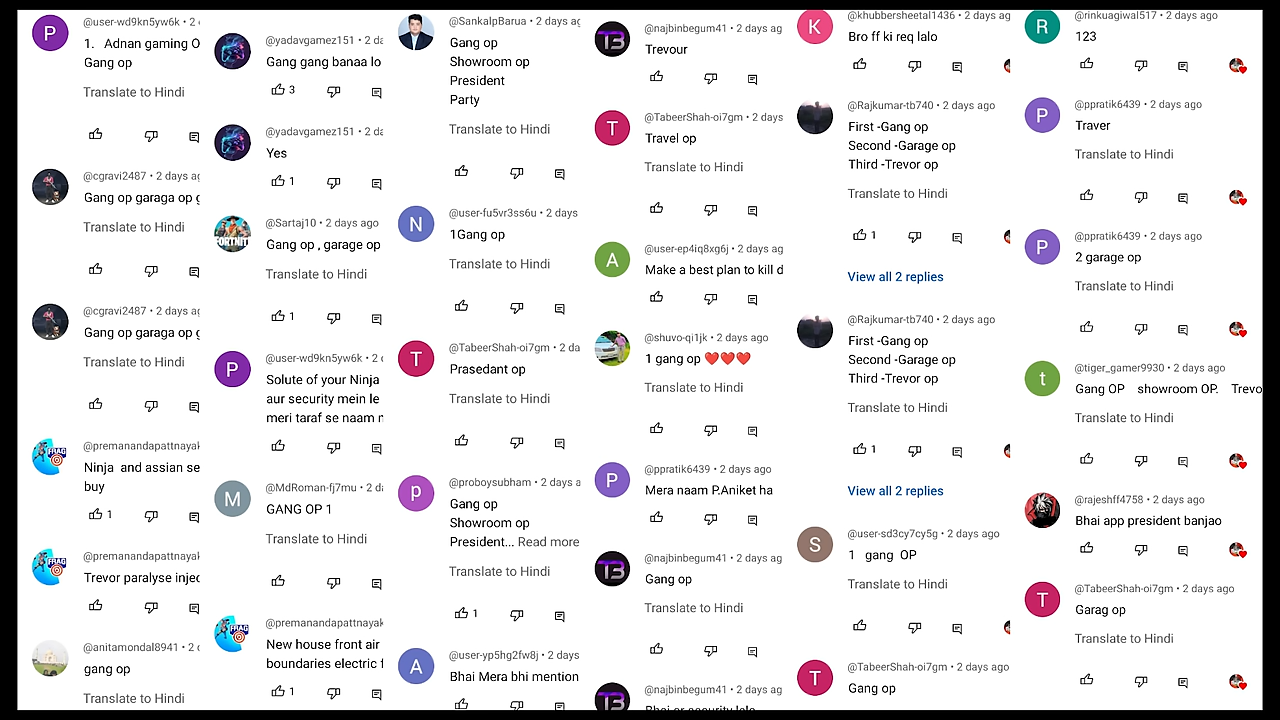 P
@user-wd9kn5yw6k • 2
1. Adnan gaming O
Gang op
Translate to Hindi
@cgravi2487 • 2 days ag
Gang op garaga op g
Translate to Hindi
@cgravi2487 • 2 days ag
Gang op garaga op g
Translate to Hindi
@premanandapattnayak
Ninja and assian se
buy
1
@premanandapattnayak
Trevor paralyse injec
@anitamondal8941 • 2
gang op
Translate to Hindi
@yadavgamez151 • 2 da
Gang gang banaa lo
3
@yadavgamez151 • 2 da
Yes
1
@Sartaj10 • 2 days ago
Gang op , garage op
Translate to Hindi
1
P
@user-wd9kn5yw6k • 2
Solute of your Ninja
aur security mein le
meri taraf se naam
M
@MdRoman-fj7mu • 2 da
GANG OP 1
Translate to Hindi
@premanandapattnayak
New house front air
boundaries electric f
1
@SankalpBarua • 2 days ag
Gang op
Showroom op
President
Party
Translate to Hindi
N
@user-fu5vr3ss6u • 2 days
1Gang op
Translate to Hindi
T
@TabeerShah-oi7gm • 2 da
Prasedant op
Translate to Hindi
p
@proboysubham • 2 days a
Gang op
Showroom op
President... Read more
Translate to Hindi
1
A
@user-yp5hg2fw8j • 2 days
Bhai Mera bhi mention
@najbinbegum41 • 2 days ag
Trevour
T
@TabeerShah-oi7gm • 2 days
Travel op
Translate to Hindi
A
@user-ep4iq8xg6j • 2 days ag
Make a best plan to kill d
@shuvo-qi1jk • 2 days ago
1 gang op ❤️❤️❤️
Translate to Hindi
P
@ppratik6439 • 2 days ago
Mera naam P.Aniket ha
@najbinbegum41 • 2 days ag
Gang op
Translate to Hindi
@najbinbegum41 • 2 days ag
K
@khubbersheetal1436 • 2 days ag
Bro ff ki req lalo
@Rajkumar-tb740 • 2 days ago
First -Gang op
Second -Garage op
Third -Trevor op
Translate to Hindi
1
View all 2 replies
@Rajkumar-tb740 • 2 days ago
First -Gang op
Second -Garage op
Third -Trevor op
Translate to Hindi
1
View all 2 replies
S
@user-sd3cy7cy5g • 2 days ago
1 gang OP
Translate to Hindi
T
@TabeerShah-oi7gm • 2 days ago
Gang op
R
@rinkuagiwal517 • 2 days ago
123
P
@ppratik6439 • 2 days ago
Traver
Translate to Hindi
P
@ppratik6439 • 2 days ago
2 garage op
Translate to Hindi
t
@tiger_gamer9930 • 2 days ago
Gang OP showroom OP. Trevo
Translate to Hindi
@rajeshff4758 • 2 days ago
Bhai app president banjao
T
@TabeerShah-oi7gm • 2 days ago
Garag op
Translate to Hindi